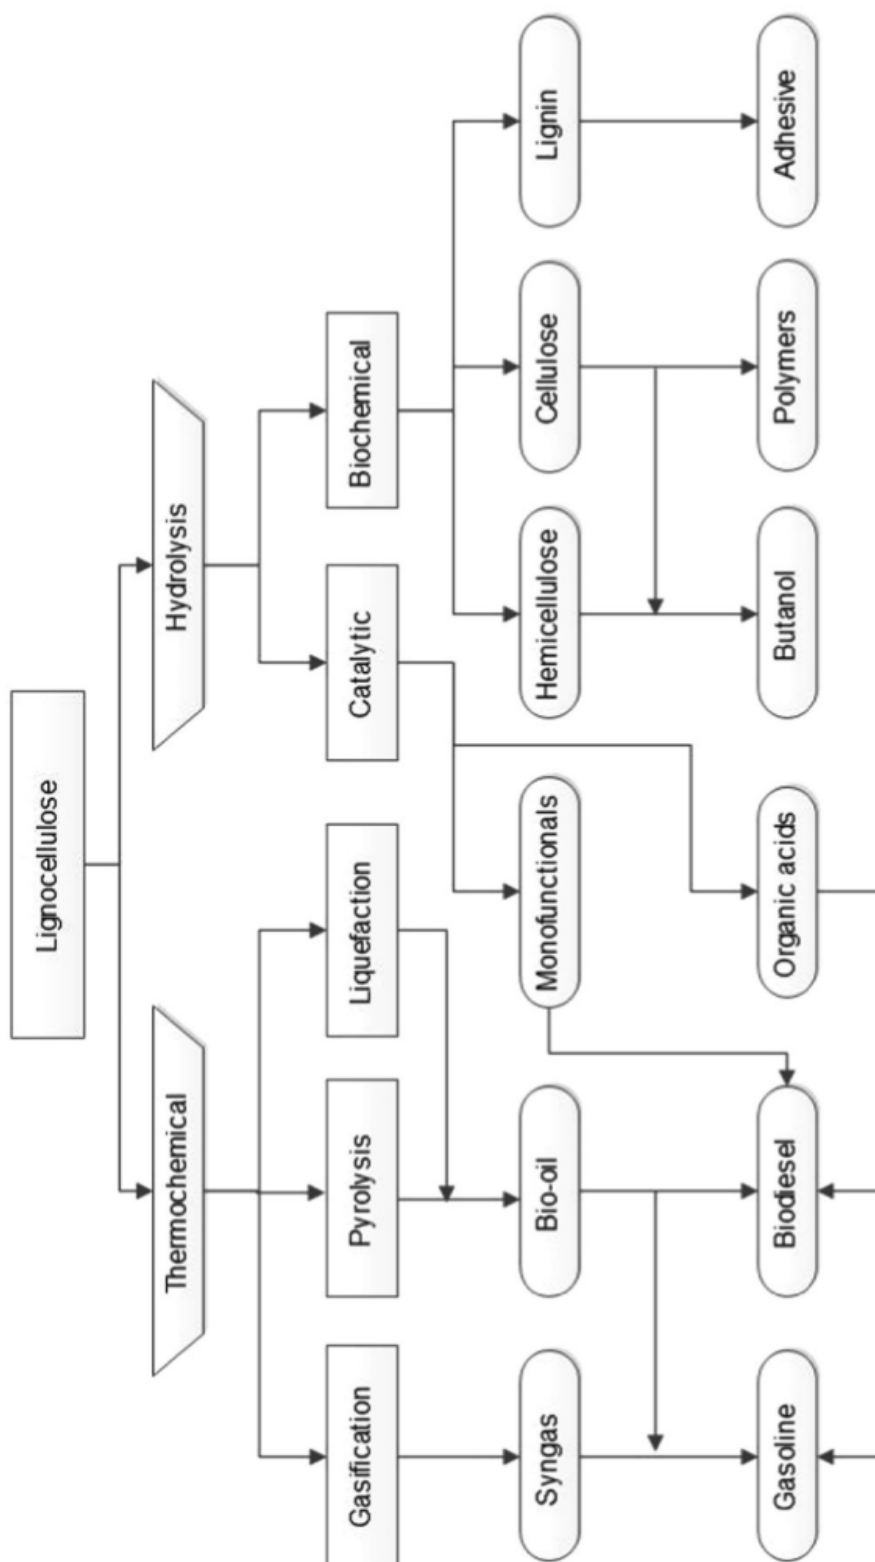 Lignocellulose
Thermochemical
Hydrolysis
Gasification
Pyrolysis
Liquefaction
Catalytic
Biochemical
Syngas
Bio-oil
Monofunctionals
Hemicellulose
Cellulose
Lignin
Gasoline
Biodiesel
Organic acids
Butanol
Polymers
Adhesive